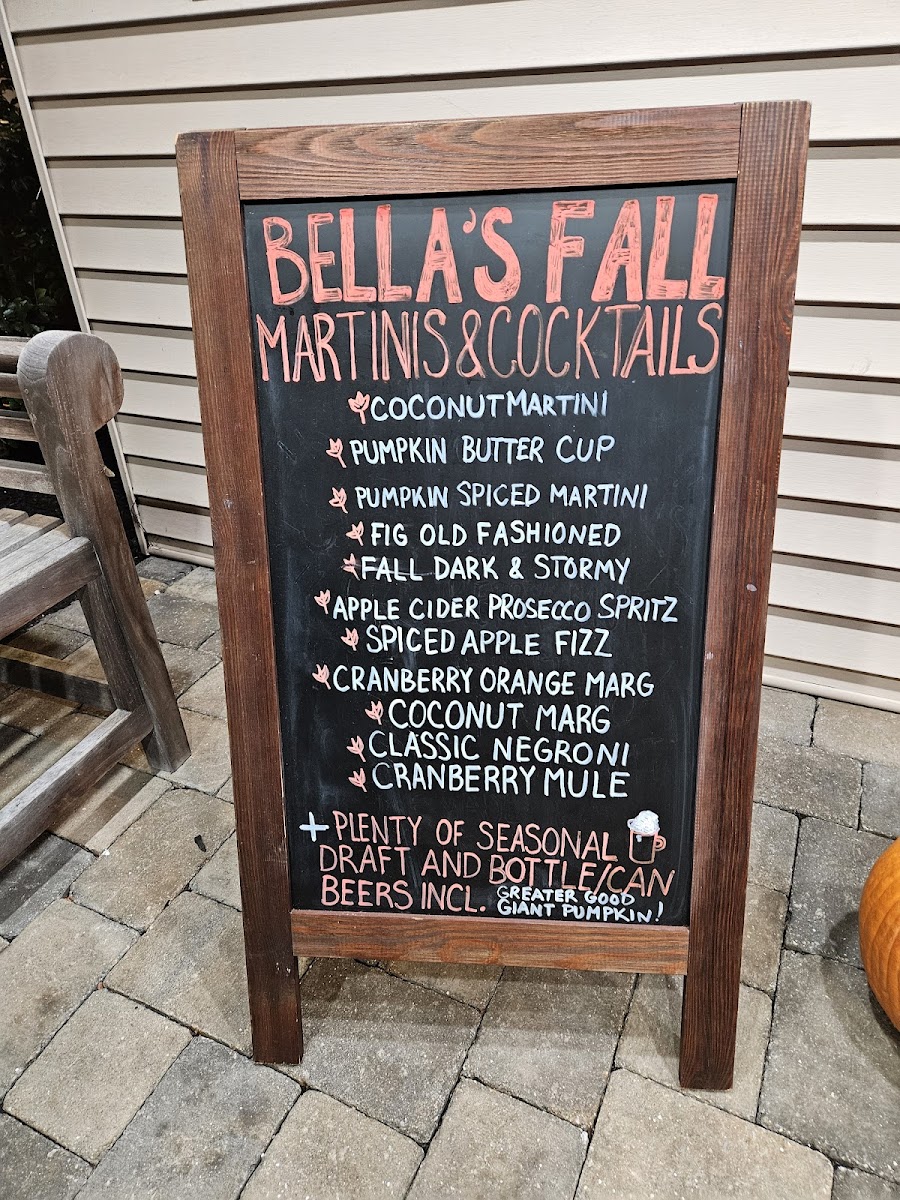 BELLA'S FALL
MARTINIS & COCKTAILS
COCONUT MARTINI
PUMPKIN BUTTER CUP
PUMPKIN SPICED MARTINI
FIG OLD FASHIONED
FALL DARK & STORMY
APPLE CIDER PROSECCO SPRITZ
SPICED APPLE FIZZ
CRANBERRY ORANGE MARG
COCONUT MARG
CLASSIC NEGRONI
CRANBERRY MULE
+ PLENTY OF SEASONAL
DRAFT AND BOTTLE/CAN
BEERS INCL. GREATER GOOD
GIANT PUMPKIN!